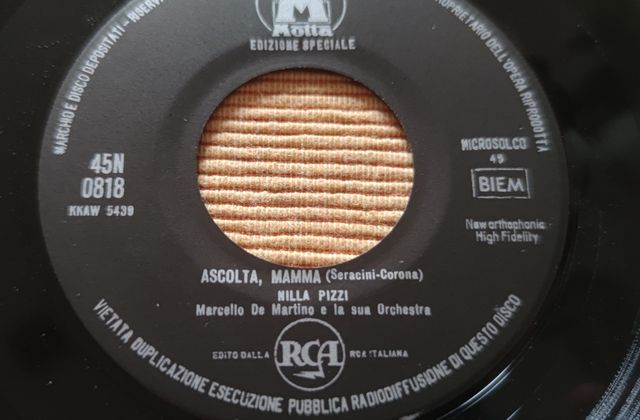 M
Motta
EDIZIONE SPECIALE
MARCHIO E DISCO DEPOSITATI - RISERV
PROPRIETARIO DELL'OPERA RIPRODOTTA
45N
0818
KKAW 5439
MICROSOLCO
45
BIEM
New orthophonic
High Fidelity
ASCOLTA, MAMMA (Seracini-Corona)
NILLA PIZZI
Marcello De Martino e la sua Orchestra
EDITO DALLA
RCA
RCA ITALIANA
VIETATA DUPLICAZIONE ESECUZIONE PUBBLICA RADIODIFFUSIONE DI QUESTO DISCO